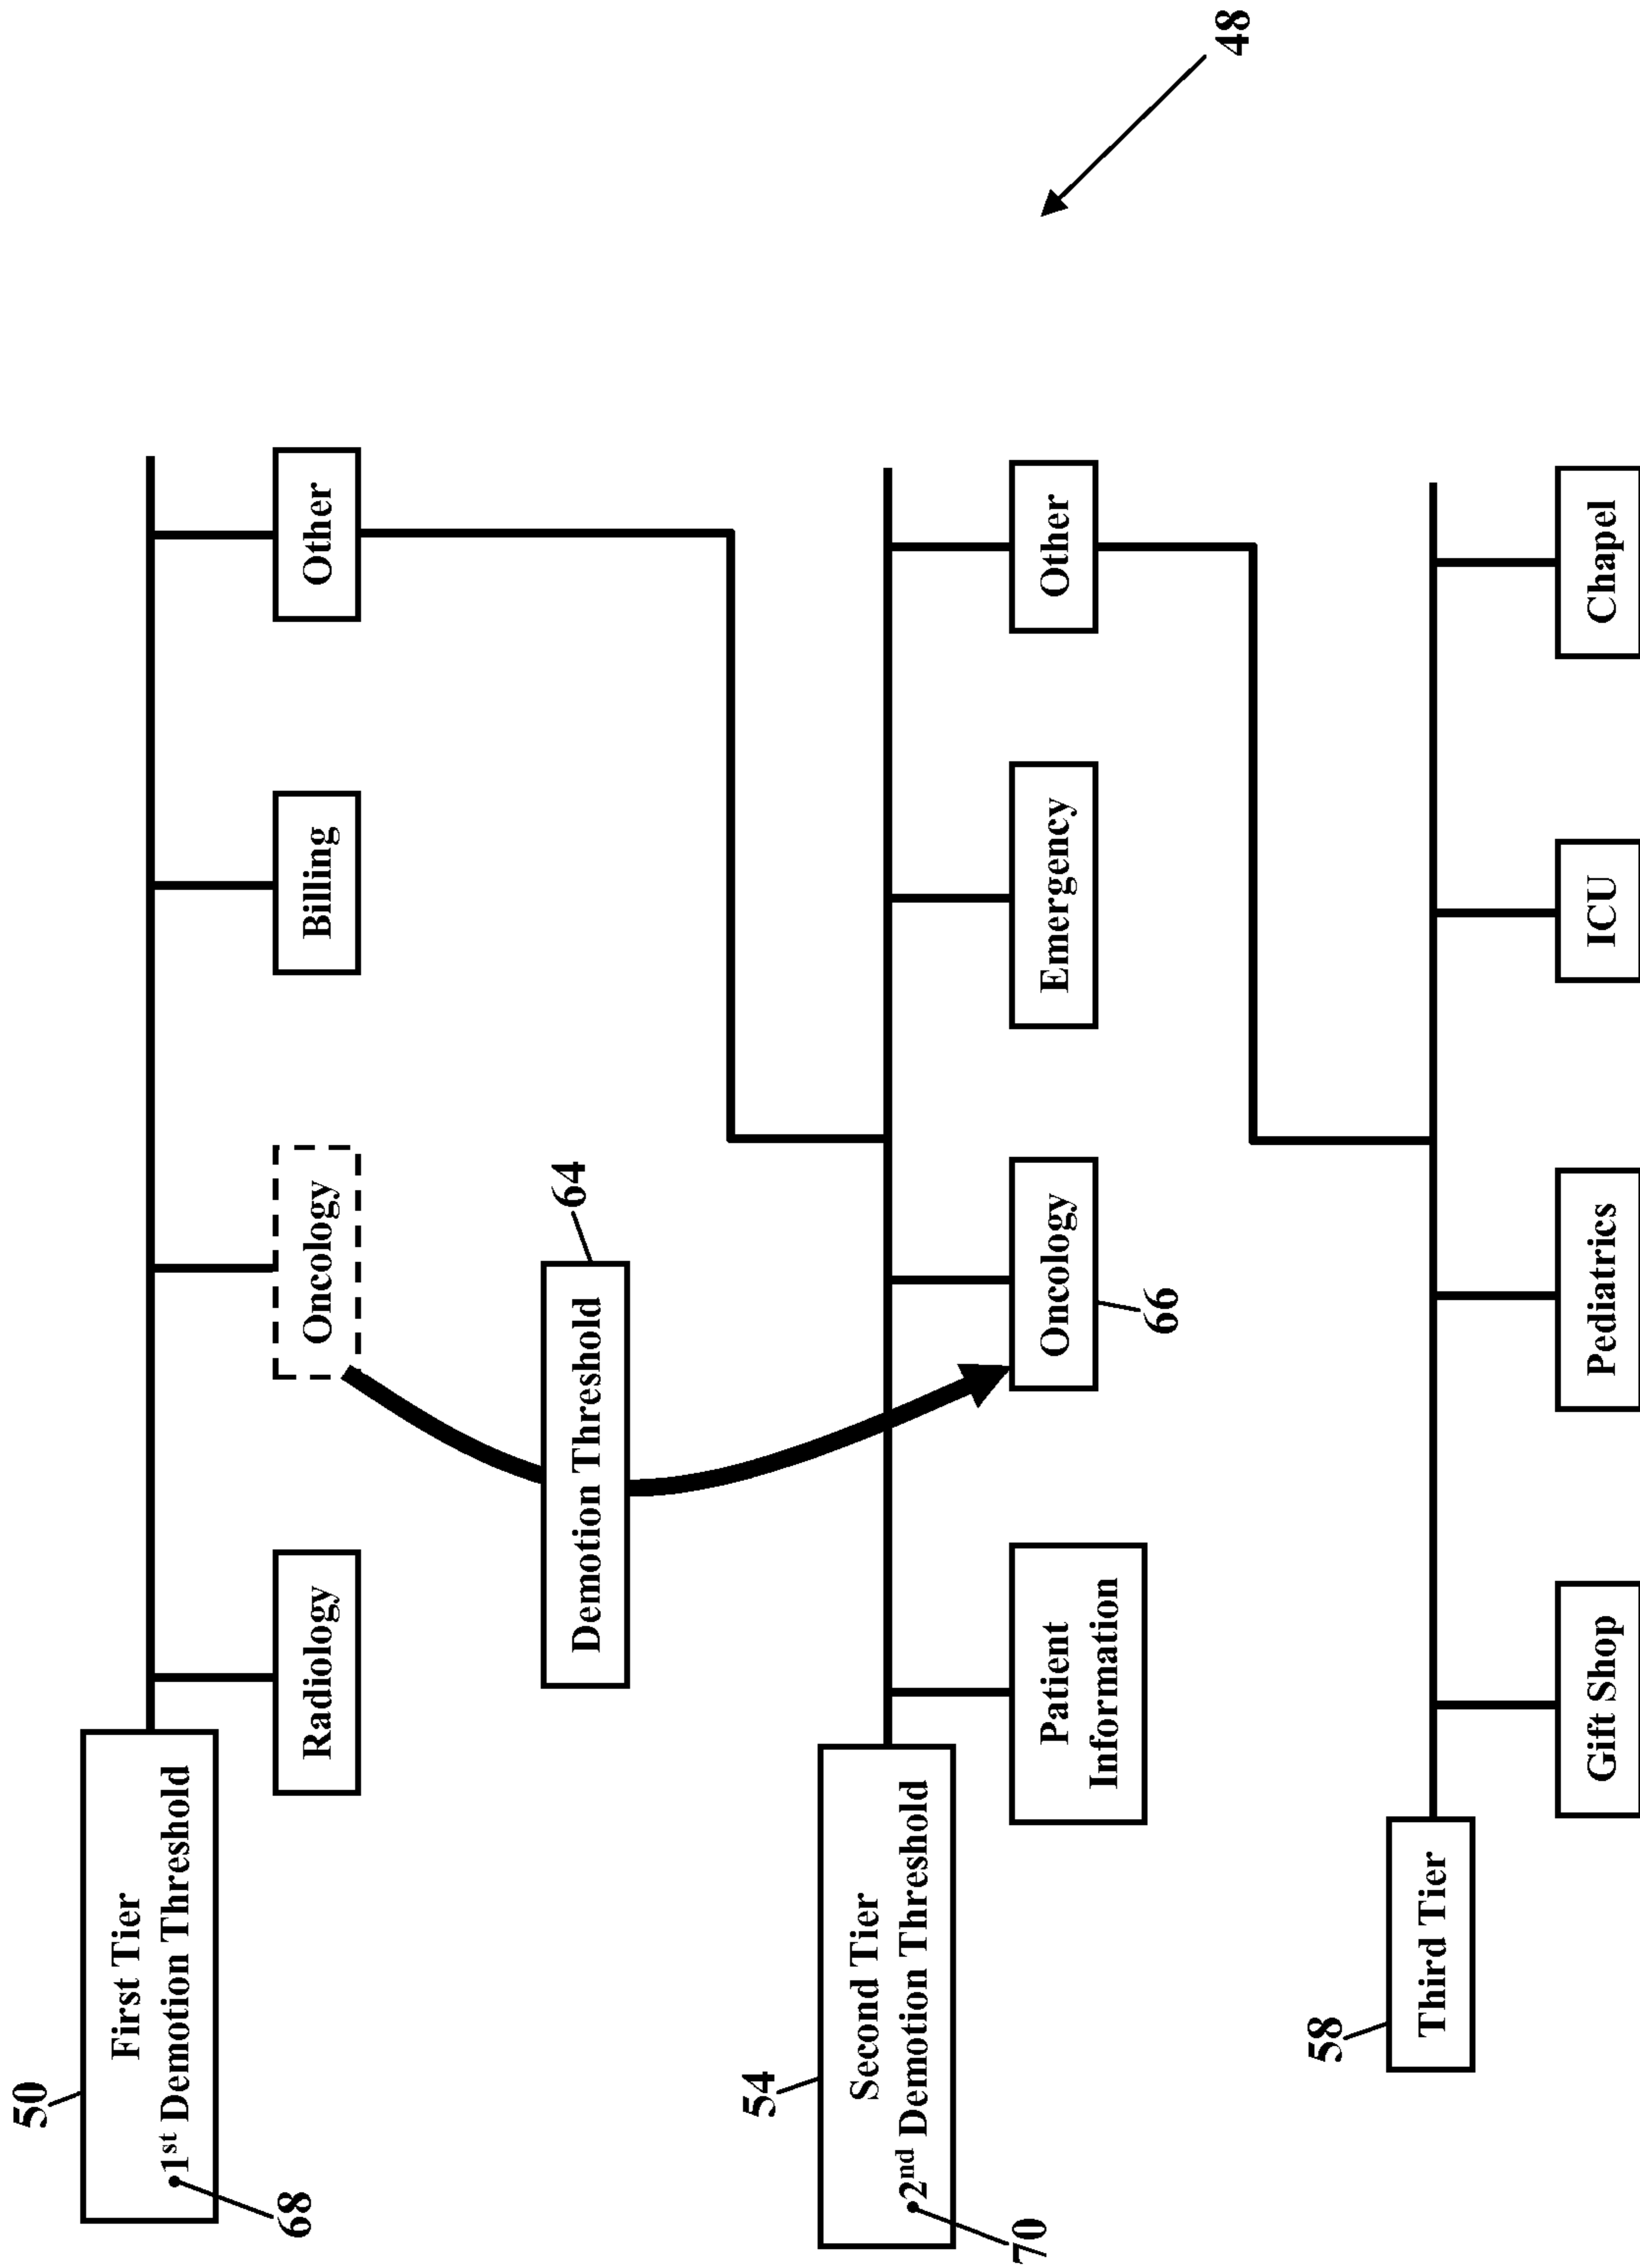 50
First Tier
•1st Demotion Threshold
68
Radiology
Oncology
Billing
Other
Demotion Threshold
64
54
Second Tier
•2nd Demotion Threshold
70
Patient
Information
Oncology
66
Emergency
Other
48
58
Third Tier
Gift Shop
Pediatrics
ICU
Chapel